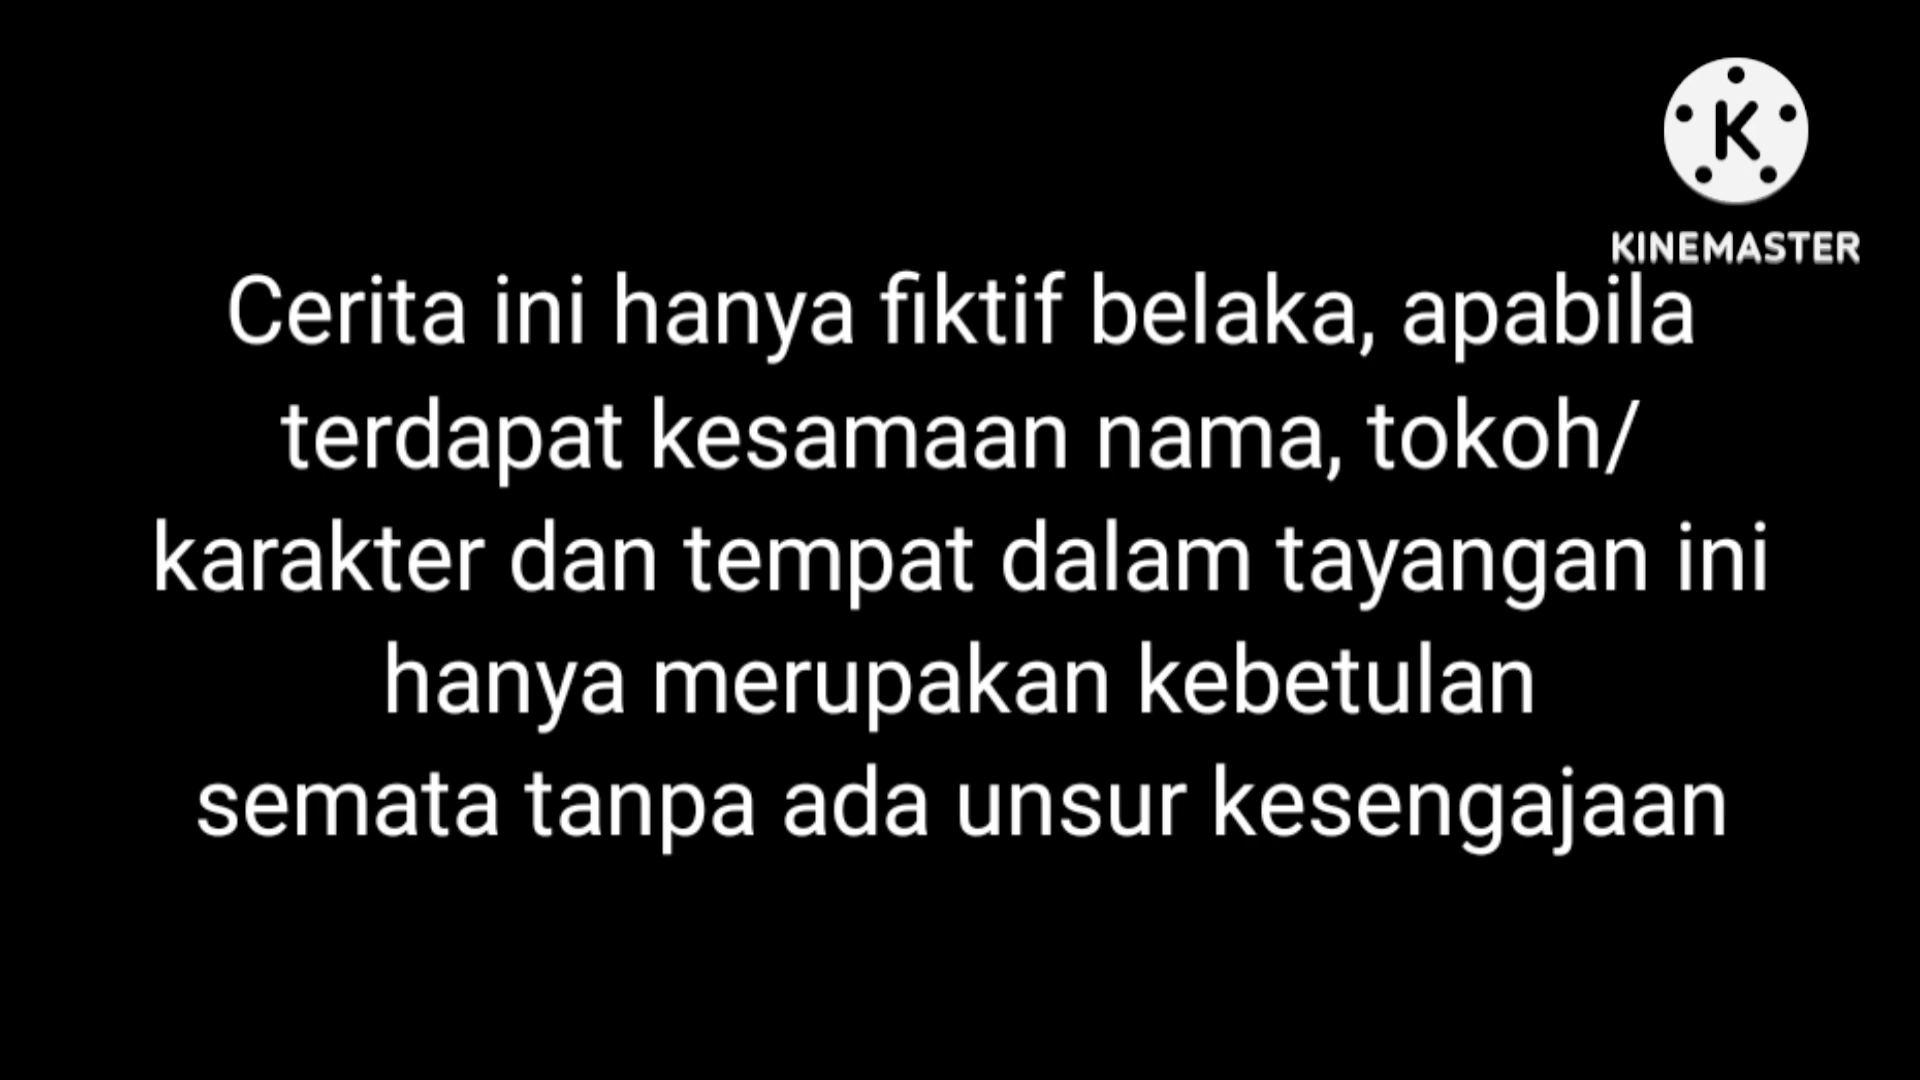 K
KINEMASTER
Cerita ini hanya fiktif belaka, apabila
terdapat kesamaan nama, tokoh/
karakter dan tempat dalam tayangan ini
hanya merupakan kebetulan
semata tanpa ada unsur kesengajaan